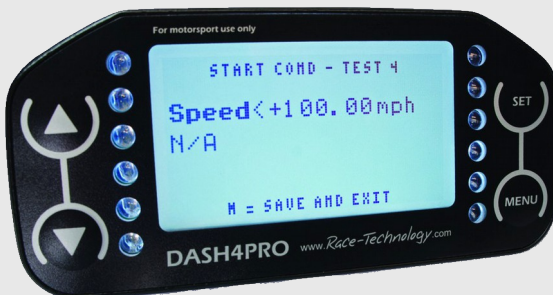 For motorsport use only
START COND - TEST 4
Speed<+100.00mph
N/A
M = SAVE AND EXIT
SET
MENU
DASH4PRO www.Race-Technology.com